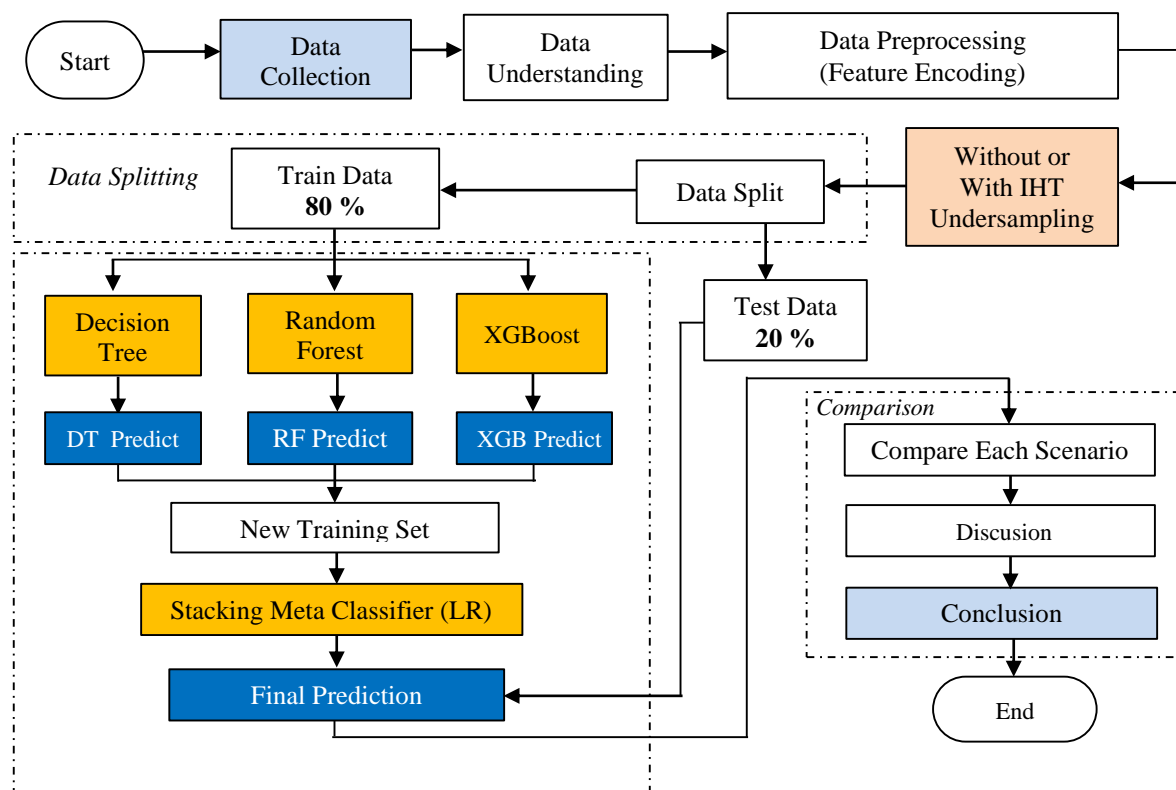 Start
Data
Collection
Data
Understanding
Data Preprocessing
(Feature Encoding)
Data Splitting
Train Data
80 %
Data Split
Without or
With IHT
Undersampling
Test Data
20 %
Decision
Tree
Random
Forest
XGBoost
DT Predict
RF Predict
XGB Predict
New Training Set
Stacking Meta Classifier (LR)
Final Prediction
Comparison
Compare Each Scenario
Discusion
Conclusion
End